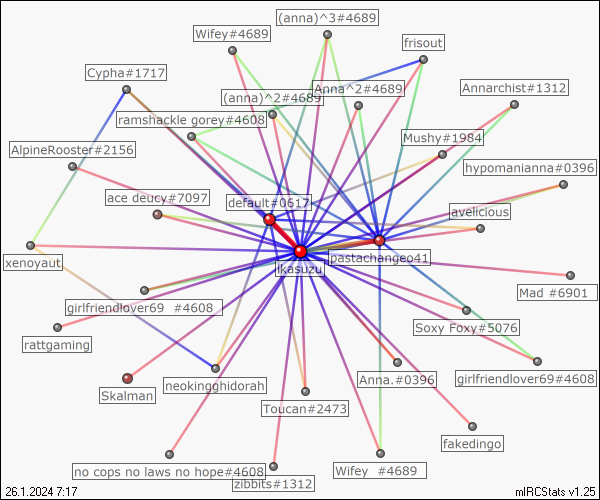 (anna)^3#4689
Wifey#4689
frisout
Cypha#1717
Annarchist#1312
(anna)^2#4689
Anna^2#4689
ramshackle gorey#4608
Mushy#1984
AlpineRooster#2156
hypomanianna#0396
ace deucy#7097
default#0617
avelicious
xenoyaut
pastachangeo41
ikasuzu
Mad #6901
girlfriendlover69 #4608
Soxy Foxy#5076
rattgaming
neokingghidorah
Anna.#0396
girlfriendlover69#4608
Skalman
Toucan#2473
fakedingo
no cops no laws no hope#4608
Wifey #4689
zibbits#1312
26.1.2024 7:17
mIRCStats v1.25